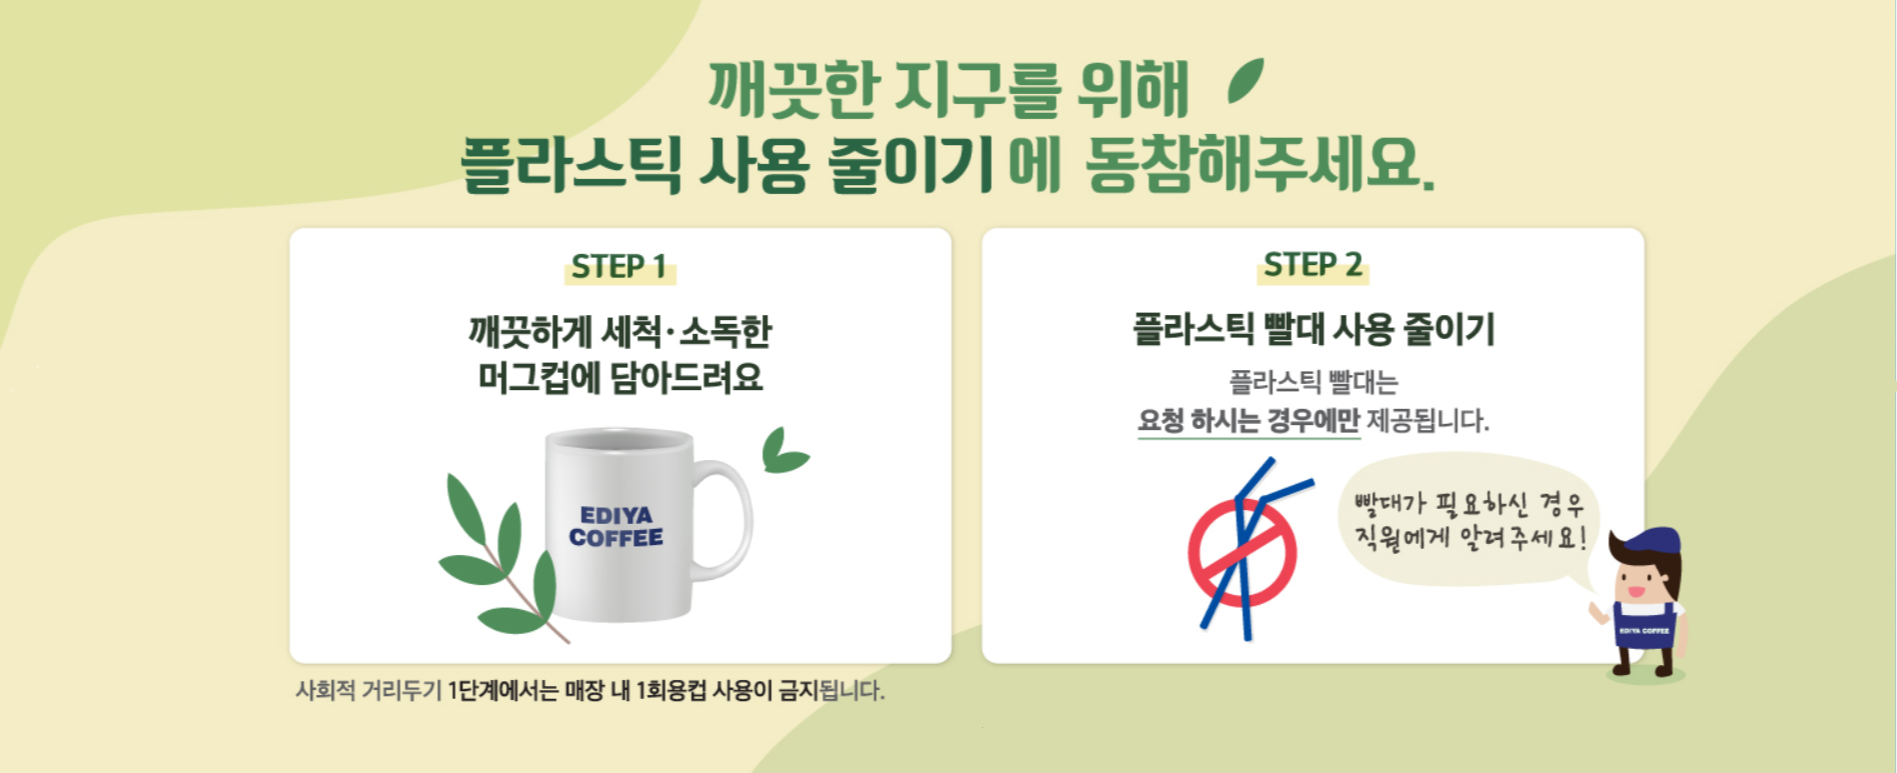 깨끗한 지구를 위해
플라스틱 사용 줄이기에 동참해주세요.
STEP 1
깨끗하게 세척·소독한
머그컵에 담아드려요
EDIYA
COFFEE
사회적 거리두기 1단계에서는 매장 내 1회용컵 사용이 금지됩니다.
STEP 2
플라스틱 빨대 사용 줄이기
플라스틱 빨대는
요청 하시는 경우에만 제공됩니다.
빨대가 필요하신 경우
직원에게 알려주세요!
EDIYA COFFEE